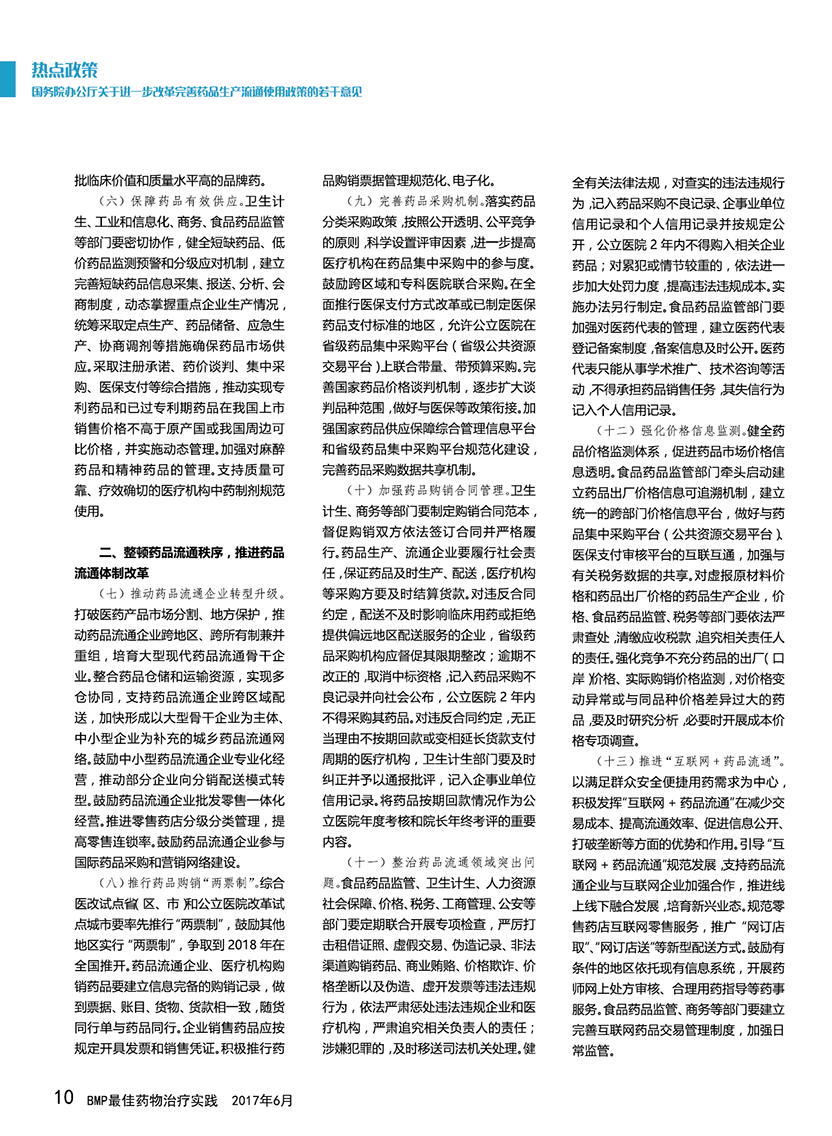 热点政策
国务院办公厅关于进一步改革完善药品生产流通使用政策的若干意见
批临床价值和质量水平高的品牌药。
（六）保障药品有效供应。卫生计
生、工业和信息化、商务、食品药品监管
等部门要密切协作，健全短缺药品、低
价药品监测预警和分级应对机制，建立
完善短缺药品信息采集、报送、分析、会
商制度，动态掌握重点企业生产情况，
统筹采取定点生产、药品储备、应急生
产、协商调剂等措施确保药品市场供
应。采取注册承诺、药价谈判、集中采
购、医保支付等综合措施，推动实现专
利药品和已过专利期药品在我国上市
销售价格不高于原产国或我国周边可
比价格，并实施动态管理。加强对麻醉
药品和精神药品的管理。支持质量可
靠、疗效确切的医疗机构中药制剂规范
使用。
二、整顿药品流通秩序，推进药品
流通体制改革
（七）推动药品流通企业转型升级。
打破医药产品市场分割、地方保护，推
动药品流通企业跨地区、跨所有制兼并
重组，培育大型现代药品流通骨干企
业。整合药品仓储和运输资源，实现多
仓协同，支持药品流通企业跨区域配
送，加快形成以大型骨干企业为主体、
中小型企业为补充的城乡药品流通网
络。鼓励中小型药品流通企业专业化经
营，推动部分企业向分销配送模式转
型。鼓励药品流通企业批发零售一体化
经营。推进零售药店分级分类管理，提
高零售连锁率。鼓励药品流通企业参与
国际药品采购和营销网络建设。
（八）推行药品购销“两票制”。综合
医改试点省（区、市）和公立医院改革试
点城市要率先推行“两票制”，鼓励其他
地区实行“两票制”，争取到 2018 年在
全国推开。药品流通企业、医疗机构购
销药品要建立信息完备的购销记录，做
到票据、账目、货物、货款相一致，随货
同行单与药品同行。企业销售药品应按
规定开具发票和销售凭证。积极推行药
品购销票据管理规范化、电子化。
（九）完善药品采购机制。落实药品
分类采购政策，按照公开透明、公平竞争
的原则，科学设置评审因素，进一步提高
医疗机构在药品集中采购中的参与度。
鼓励跨区域和专科医院联合采购。在全
面推行医保支付方式改革或已制定医保
药品支付标准的地区，允许公立医院在
省级药品集中采购平台（省级公共资源
交易平台）上联合带量、带预算采购。完
善国家药品价格谈判机制，逐步扩大谈
判品种范围，做好与医保等政策衔接。加
强国家药品供应保障综合管理信息平台
和省级药品集中采购平台规范化建设，
完善药品采购数据共享机制。
（十）加强药品购销合同管理。卫生
计生、商务等部门要制定购销合同范本，
督促购销双方依法签订合同并严格履
行。药品生产、流通企业要履行社会责
任，保证药品及时生产、配送，医疗机构
等采购方要及时结算货款。对违反合同
约定，配送不及时影响临床用药或拒绝
提供偏远地区配送服务的企业，省级药
品采购机构应督促其限期整改；逾期不
改正的，取消中标资格，记入药品采购不
良记录并向社会公布，公立医院 2 年内
不得采购其药品。对违反合同约定，无正
当理由不按期回款或变相延长货款支付
周期的医疗机构，卫生计生部门要及时
纠正并予以通报批评，记入企事业单位
信用记录。将药品按期回款情况作为公
立医院年度考核和院长年终考评的重要
内容。
（十一）整治药品流通领域突出问
题。食品药品监管、卫生计生、人力资源
社会保障、价格、税务、工商管理、公安等
部门要定期联合开展专项检查，严厉打
击租借证照、虚假交易、伪造记录、非法
渠道购销药品、商业贿赂、价格欺诈、价
格垄断以及伪造、虚开发票等违法违规
行为，依法严肃惩处违法违规企业和医
疗机构，严肃追究相关负责人的责任；
涉嫌犯罪的，及时移送司法机关处理。健
全有关法律法规，对查实的违法违规行
为，记入药品采购不良记录、企事业单位
信用记录和个人信用记录并按规定公
开，公立医院 2 年内不得购入相关企业
药品；对累犯或情节较重的，依法进一
步加大处罚力度，提高违法违规成本。实
施办法另行制定。食品药品监管部门要
加强对医药代表的管理，建立医药代表
登记备案制度，备案信息及时公开。医药
代表只能从事学术推广、技术咨询等活
动，不得承担药品销售任务，其失信行为
记入个人信用记录。
（十二）强化价格信息监测。健全药
品价格监测体系，促进药品市场价格信
息透明。食品药品监管部门牵头启动建
立药品出厂价格信息可追溯机制，建立
统一的跨部门价格信息平台，做好与药
品集中采购平台（公共资源交易平台）、
医保支付审核平台的互联互通，加强与
有关税务数据的共享。对虚报原材料价
格和药品出厂价格的药品生产企业，价
格、食品药品监管、税务等部门要依法严
肃查处，清缴应收税款，追究相关责任人
的责任。强化竞争不充分药品的出厂（口
岸）价格、实际购销价格监测，对价格变
动异常或与同品种价格差异过大的药
品，要及时研究分析，必要时开展成本价
格专项调查。
（十三）推进“互联网 + 药品流通”。
以满足群众安全便捷用药需求为中心，
积极发挥“互联网 + 药品流通”在减少交
易成本、提高流通效率、促进信息公开、
打破垄断等方面的优势和作用。引导“互
联网 + 药品流通”规范发展，支持药品流
通企业与互联网企业加强合作，推进线
上线下融合发展，培育新兴业态。规范零
售药店互联网零售服务，推广“网订店
取”、“网订店送”等新型配送方式。鼓励有
条件的地区依托现有信息系统，开展药
师网上处方审核、合理用药指导等药事
服务。食品药品监管、商务等部门要建立
完善互联网药品交易管理制度，加强日
常监管。
10 BMP最佳药物治疗实践 2017年6月